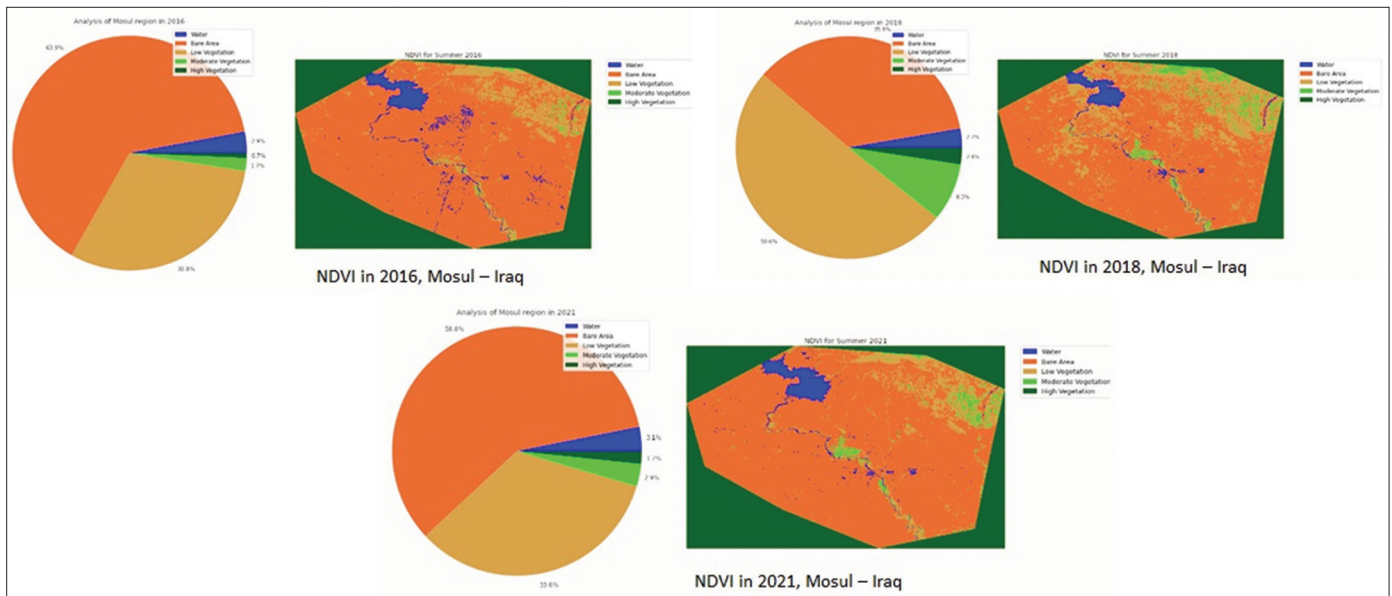 Analysis of Mosul region in 2016
63.9%
Water
Bare Area
Low Vegetation
Moderate Vegetation
High Vegetation
2.9%
0.7%
1.7%
30.8%
NDVI for Summer 2016
Water
Bare Area
Low Vegetation
Moderate Vegetation
High Vegetation
NDVI in 2016, Mosul – Iraq
Analysis of Mosul region in 2018
35.9%
Water
Bare Area
Low Vegetation
Moderate Vegetation
High Vegetation
2.7%
50.6%
NDVI for Summer 2018
Water
Bare Area
Low Vegetation
Moderate Vegetation
High Vegetation
NDVI in 2018, Mosul – Iraq
Analysis of Mosul region in 2021
58.8%
Water
Bare Area
Low Vegetation
Moderate Vegetation
High Vegetation
3.1%
1.7%
2.9%
33.6%
NDVI for Summer 2021
Water
Bare Area
Low Vegetation
Moderate Vegetation
High Vegetation
NDVI in 2021, Mosul – Iraq